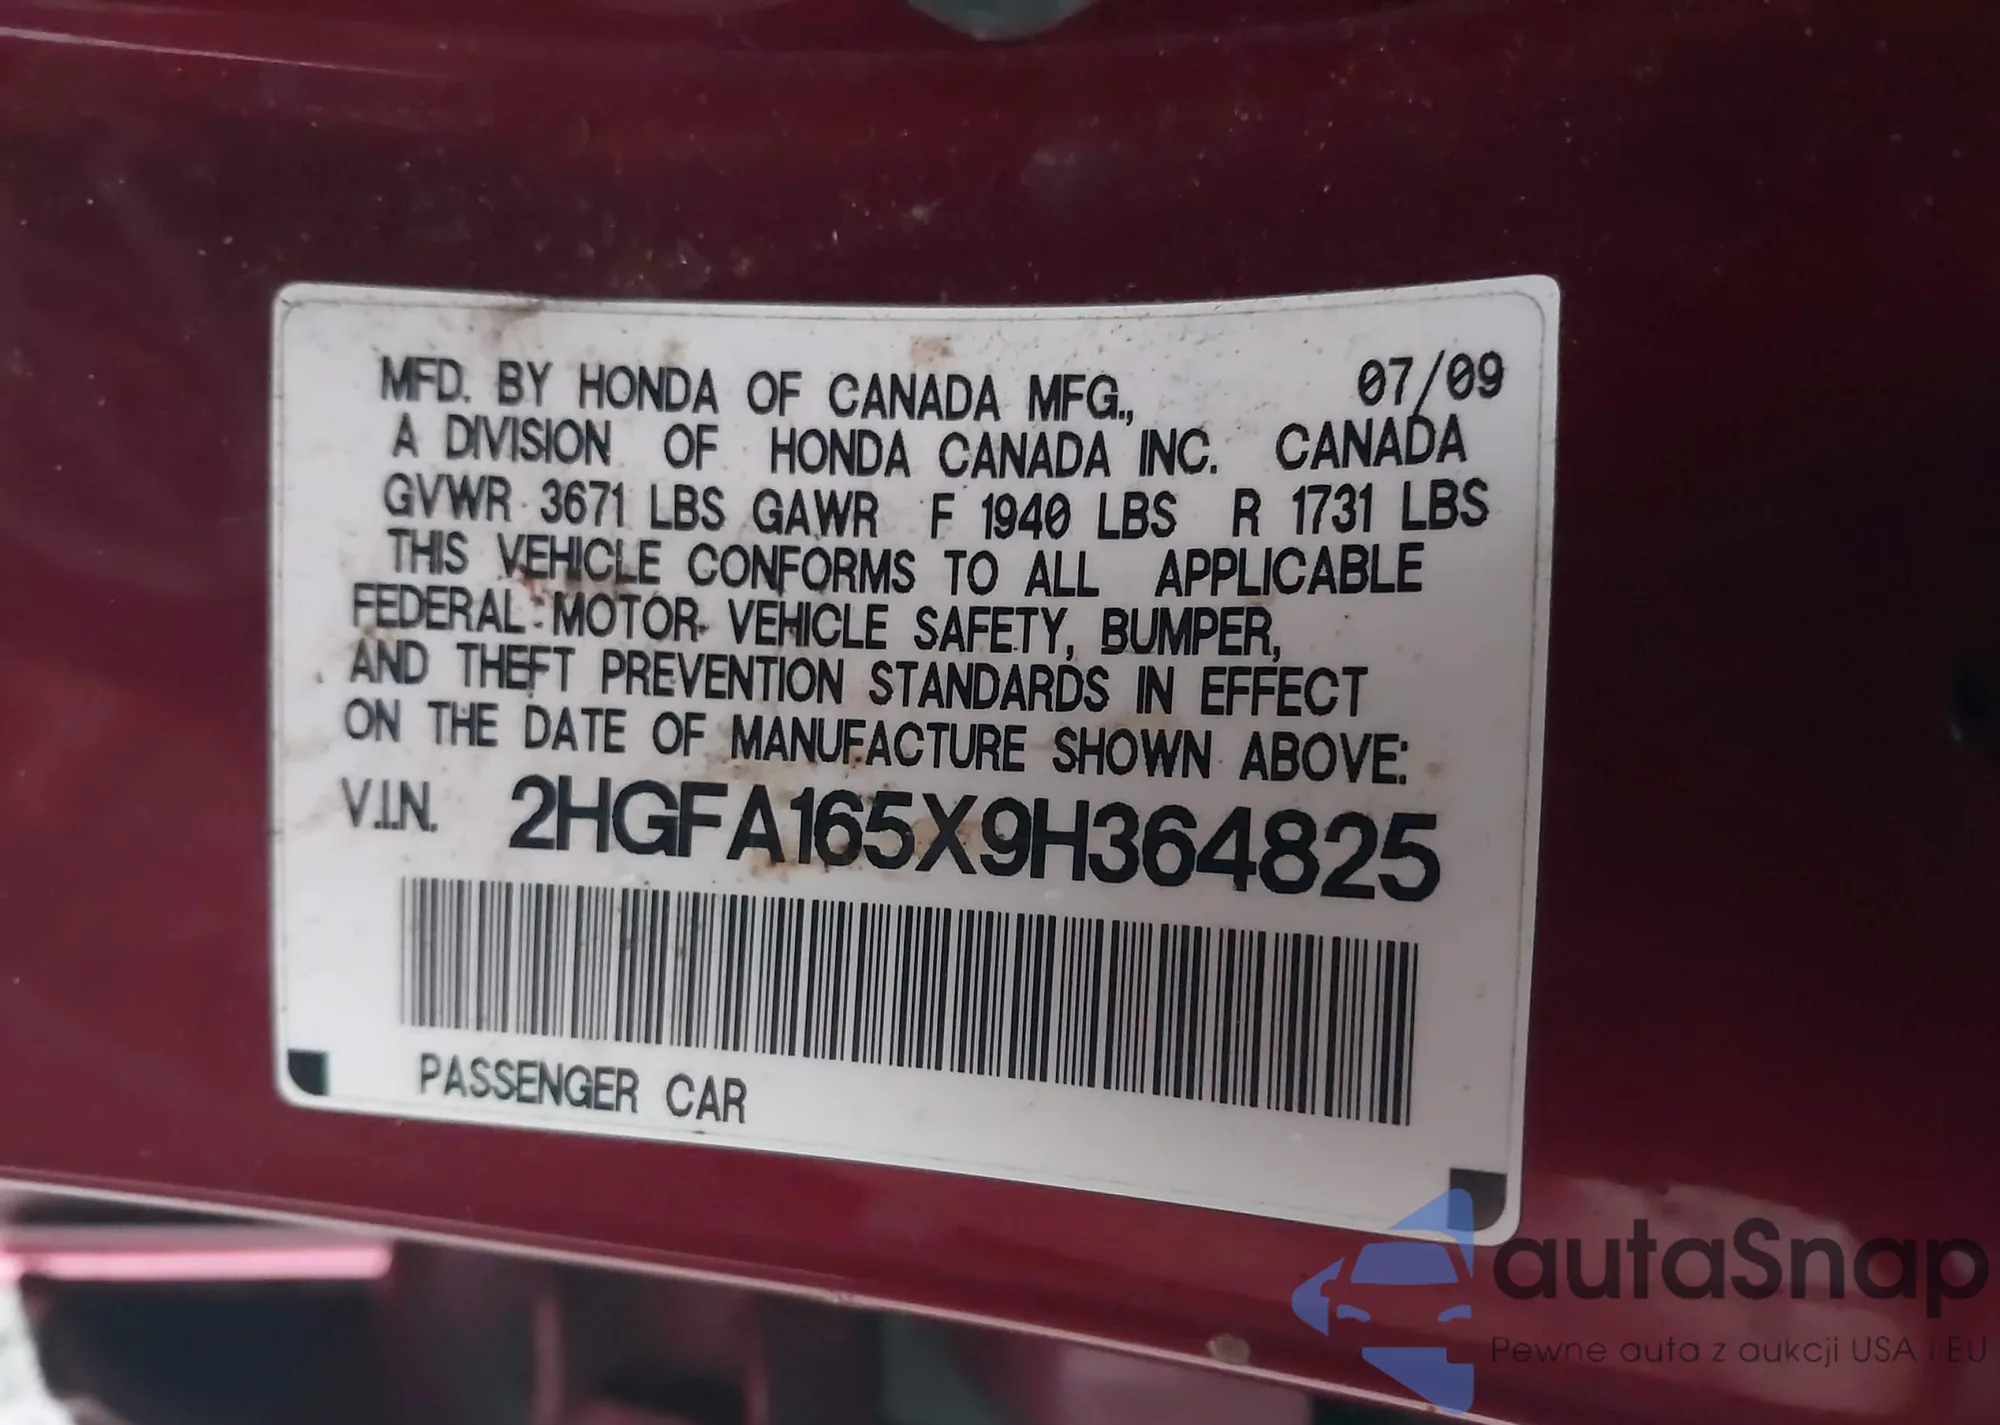 MFD. BY HONDA OF CANADA MFG., 07/09
A DIVISION OF HONDA CANADA INC. CANADA
GVWR 3671 LBS GAWR F 1940 LBS R 1731 LBS
THIS VEHICLE CONFORMS TO ALL APPLICABLE
FEDERAL MOTOR VEHICLE SAFETY, BUMPER,
AND THEFT PREVENTION STANDARDS IN EFFECT
ON THE DATE OF MANUFACTURE SHOWN ABOVE:
V.I.N. 2HGFA165X9H364825
PASSENGER CAR
autaSnap
Pewne auta z aukcji USA i EU